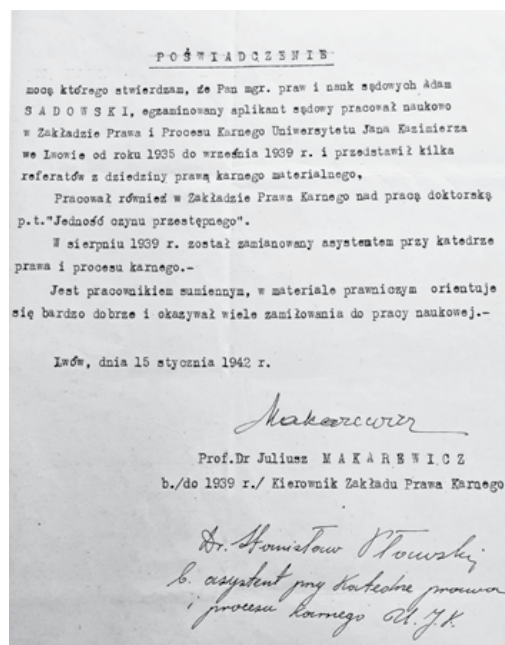 POŚWIADCZENIE
mocą którego stwierdzam, że Pan mgr. praw i nauk sądowych Adam
SADOWSKI, egzaminowany aplikant sądowy pracował naukowo
w Zakładzie Prawa i Procesu Karnego Uniwersytetu Jana Kazimierza
we Lwowie od roku 1935 do września 1939 r. i przedstawił kilka
referatów z dziedziny prawą karnego materialnego,
Pracował również w Zakładzie Prawa Karnego nad pracą doktorską
p.t."Jedność czynu przestępnego".
W sierpniu 1939 r. został zamianowany asystentem przy katedrze
prawa i procesu karnego.-
Jest pracownikiem sumiennym, w materiale prawniczym orientuje
się bardzo dobrze i okazywał wiele zamiłowania do pracy naukowej.-
Lwów, dnia 15 stycznia 1942 r.
Makarewicz
Prof.Dr Juliusz MAKAREWICZ
b./do 1939 r./ Kierownik Zakładu Prawa Karnego
Dr. Stanisław Pławski
b. asystent przy Katedrze prawa
i procesu karnego U.J.K.